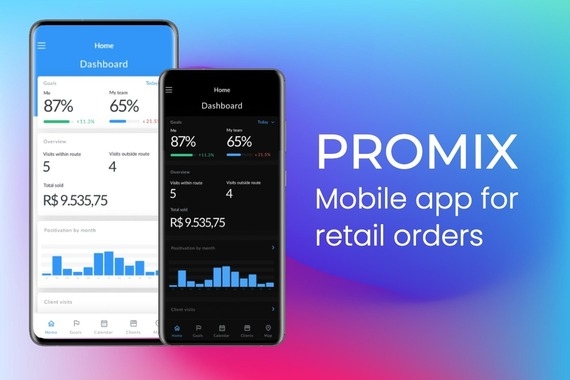 Home
Dashboard
Goals
Today
Me
My team
87%
65%
+11.3%
+21.5%
Overview
Visits within route
Visits outside route
5
4
Total sold
R$ 9.535,75
Positivation by month
Client visits
Home
Goals
Calendar
Clients
Home
Dashboard
Goals
Today
Me
My team
87%
65%
+11.3%
+21.5%
Overview
Visits within route
Visits outside route
5
4
Total sold
R$ 9.535,75
Positivation by month
Client visits
Home
Goals
Calendar
Clients
Map
PROMIX
Mobile app for
retail orders